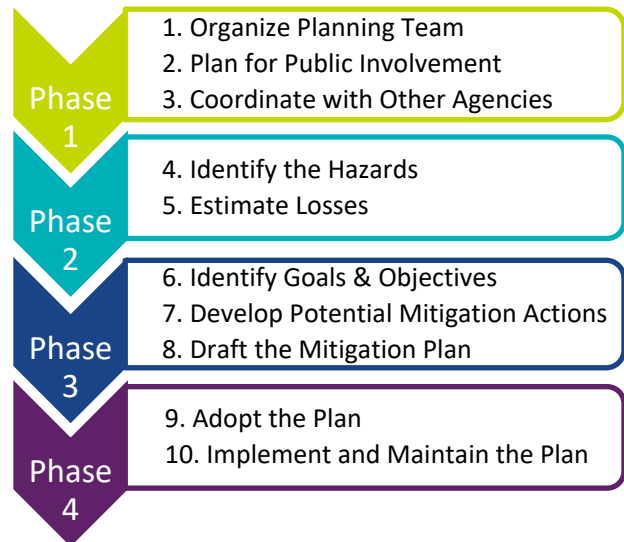 Phase
1
1. Organize Planning Team
2. Plan for Public Involvement
3. Coordinate with Other Agencies
Phase
2
4. Identify the Hazards
5. Estimate Losses
Phase
3
6. Identify Goals & Objectives
7. Develop Potential Mitigation Actions
8. Draft the Mitigation Plan
Phase
4
9. Adopt the Plan
10. Implement and Maintain the Plan